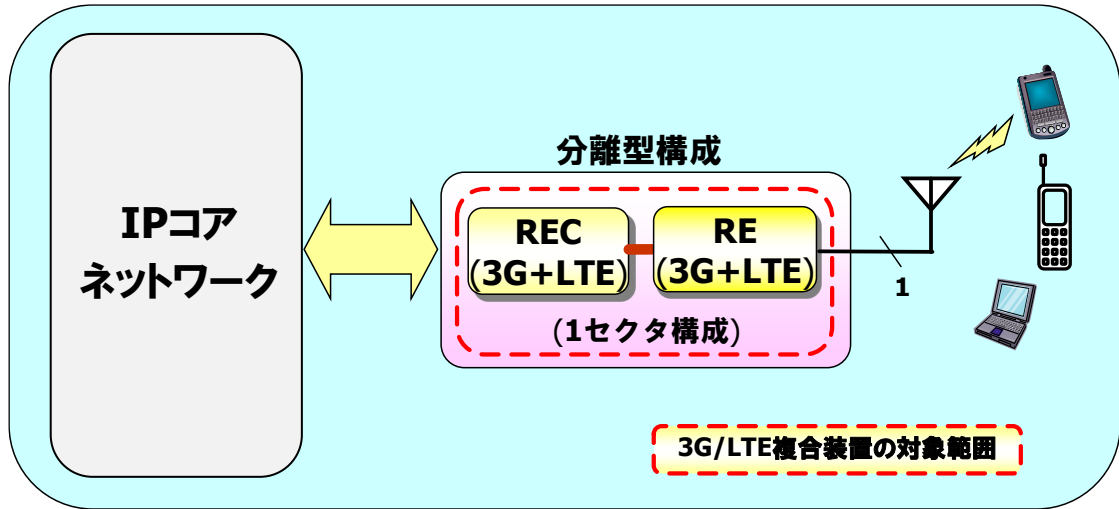 IPコア
ネットワーク
分離型構成
REC
(3G+LTE)
RE
(3G+LTE)
(1セクタ構成)
1
3G/LTE複合装置の対象範囲